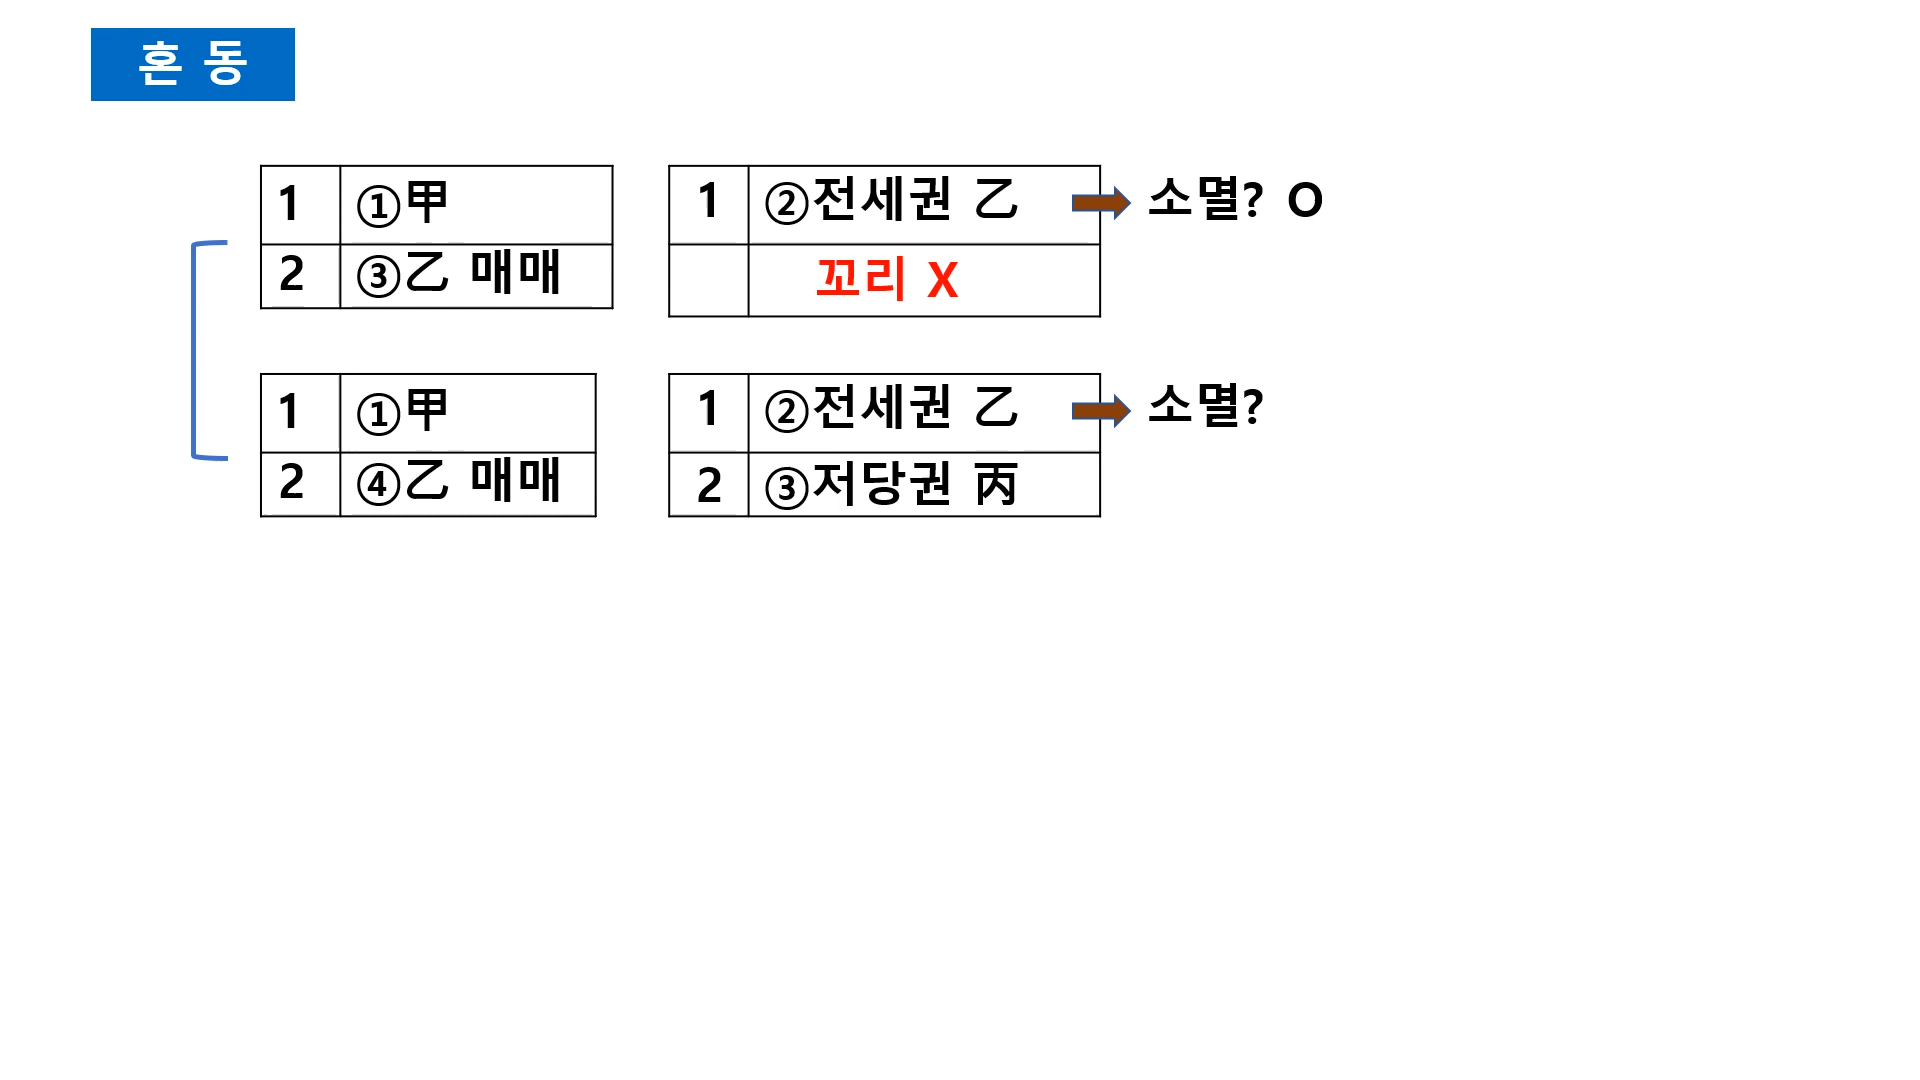 혼 동
1 ①甲 1 ②전세권 乙 소멸? O
2 ③乙 매매 꼬리 X
1 ①甲 1 ②전세권 乙 소멸?
2 ④乙 매매 2 ③저당권 丙